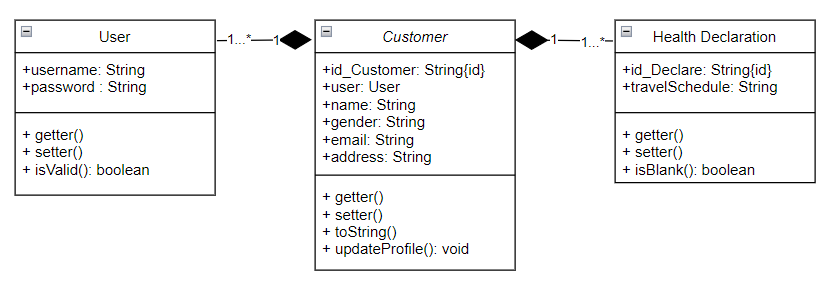 User
+username: String
+password : String
+ getter()
+ setter()
+ isValid(): boolean
1...*
1
Customer
+id_Customer: String{id}
+user: User
+name: String
+gender: String
+email: String
+address: String
+ getter()
+ setter()
+ toString()
+ updateProfile(): void
1
1...*
Health Declaration
+id_Declare: String{id}
+travelSchedule: String
+ getter()
+ setter()
+ isBlank(): boolean